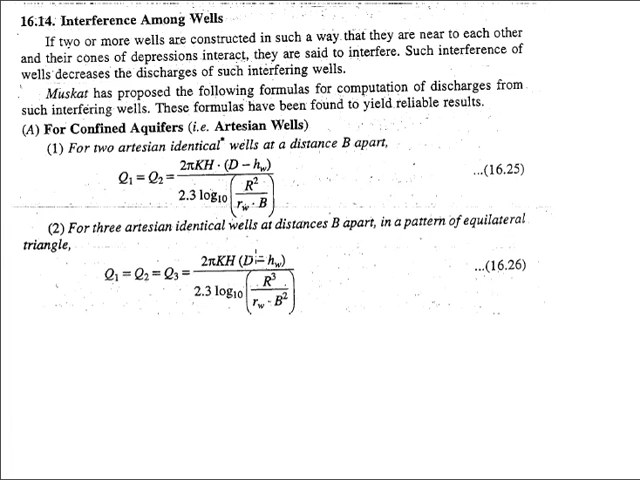 16.14. Interference Among Wells
If two or more wells are constructed in such a way that they are near to each other
and their cones of depressions interact, they are said to interfere. Such interference of
wells decreases the discharges of such interfering wells.
Muskat has proposed the following formulas for computation of discharges from
such interfering wells. These formulas have been found to yield reliable results.
(A) For Confined Aquifers (i.e. Artesian Wells)
(1) For two artesian identical* wells at a distance B apart,
Q₁ = Q₂ = 2πKH · (D – h_w) / 2.3 log₁₀ (R² / r_w · B) ...(16.25)
(2) For three artesian identical wells at distances B apart, in a pattern of equilateral
triangle,
Q₁ = Q₂ = Q₃ = 2πKH (D – h_w) / 2.3 log₁₀ (R³ / r_w · B²) ...(16.26)